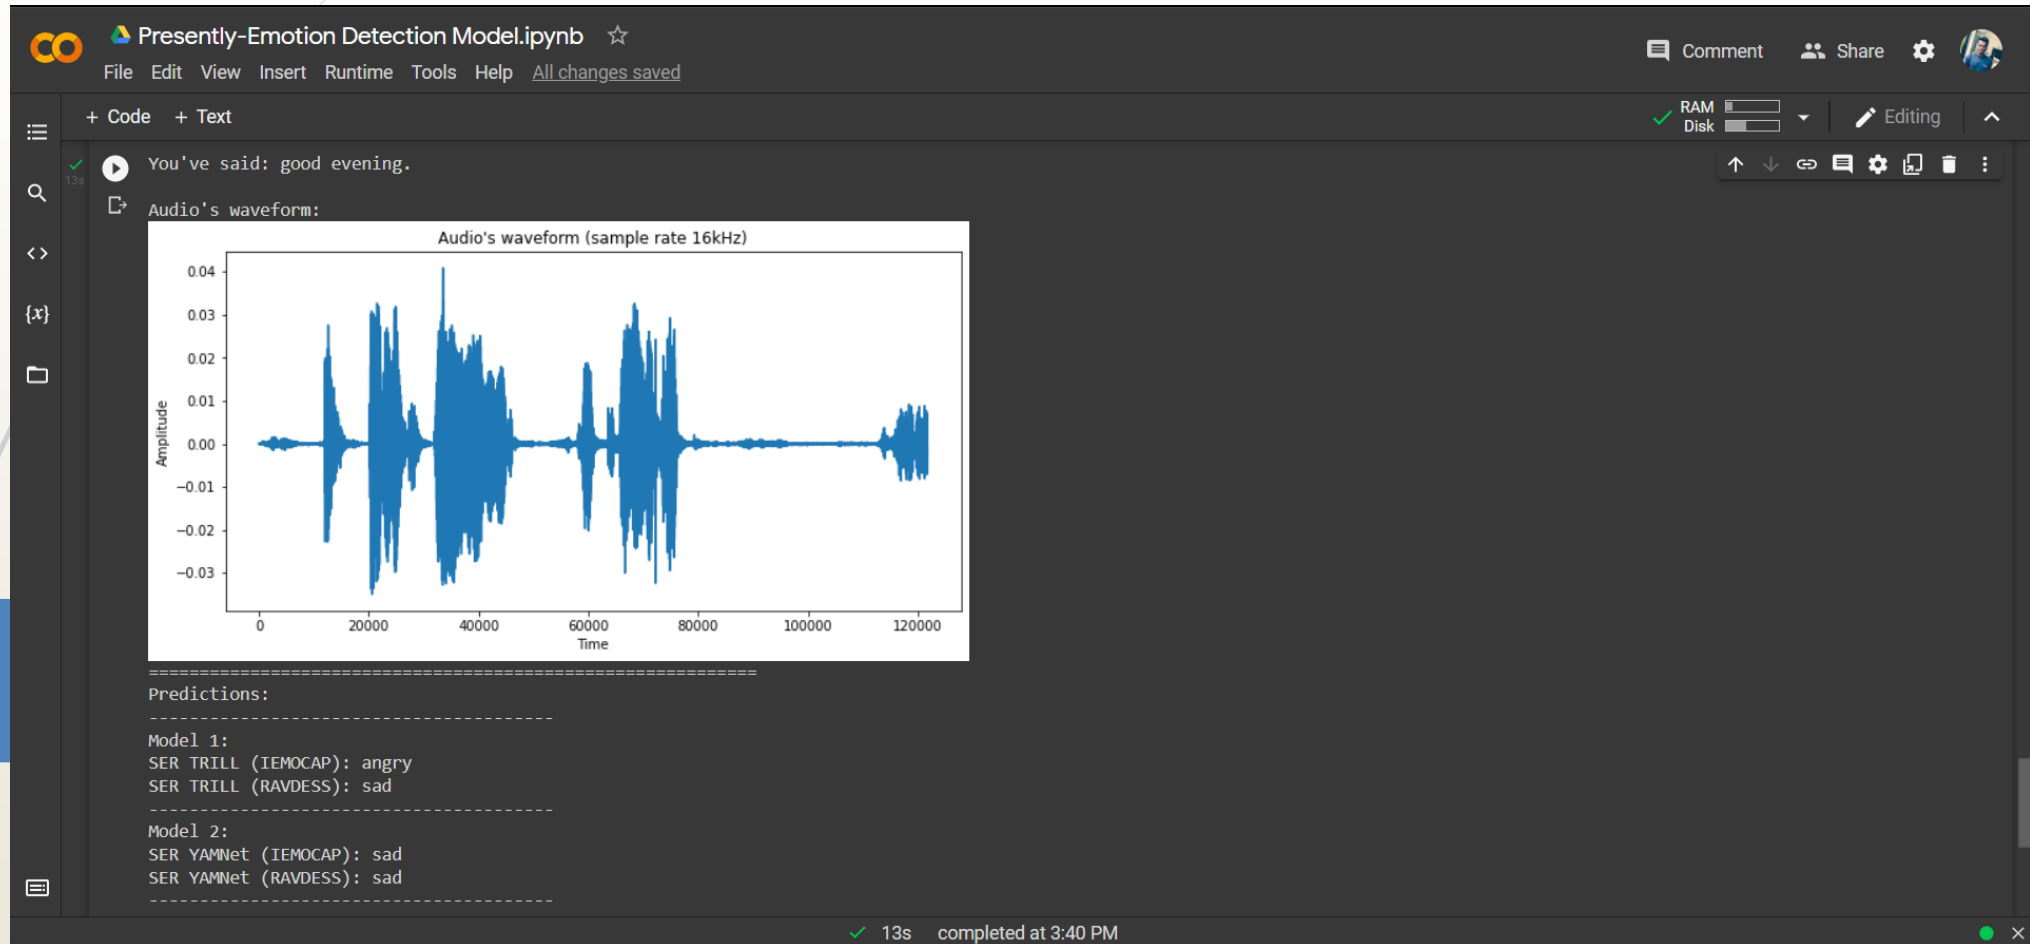 Presently-Emotion Detection Model.ipynb
Comment
Share
File Edit View Insert Runtime Tools Help All changes saved
+ Code + Text
RAM
Disk
Editing
13s
You've said: good evening.
Audio's waveform:
Audio's waveform (sample rate 16kHz)
0.04
0.03
0.02
0.01
0.00
−0.01
−0.02
−0.03
Amplitude
0 20000 40000 60000 80000 100000 120000
Time
============================================================
Predictions:
----------------------------------------
Model 1:
SER TRILL (IEMOCAP): angry
SER TRILL (RAVDESS): sad
----------------------------------------
Model 2:
SER YAMNet (IEMOCAP): sad
SER YAMNet (RAVDESS): sad
----------------------------------------
13s completed at 3:40 PM